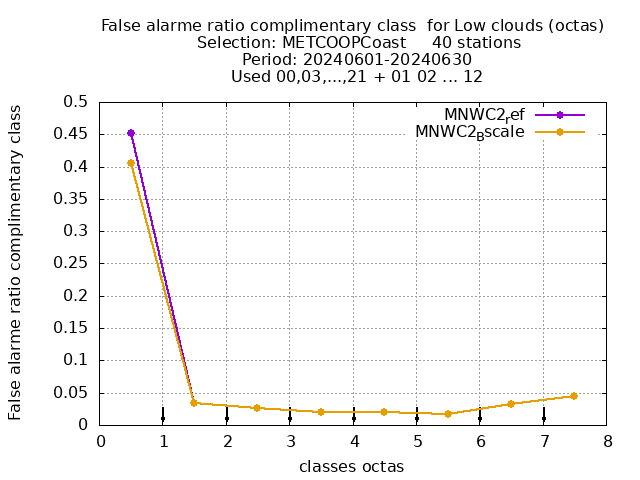 False alarme ratio complimentary class  for Low clouds (octas)
Selection: METCOOPCoast     40 stations
Period: 20240601-20240630
Used 00,03,...,21 + 01 02 ... 12
MNWC2ref
MNWC2Bscale
False alarme ratio complimentary class
0.5
0.45
0.4
0.35
0.3
0.25
0.2
0.15
0.1
0.05
0
0 1 2 3 4 5 6 7 8
classes octas